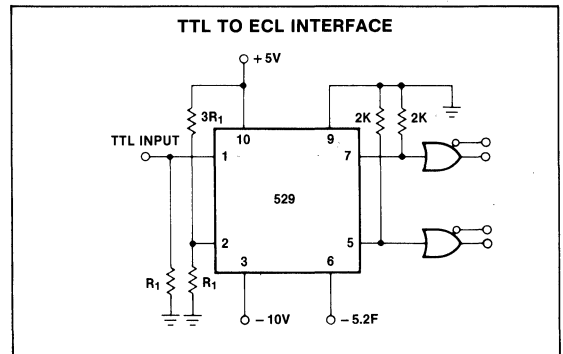 TTL TO ECL INTERFACE
+5V
3R1
2K 2K
TTL INPUT
10 9
1 7
529
2 5
3 6
R1 R1
−10V −5.2F